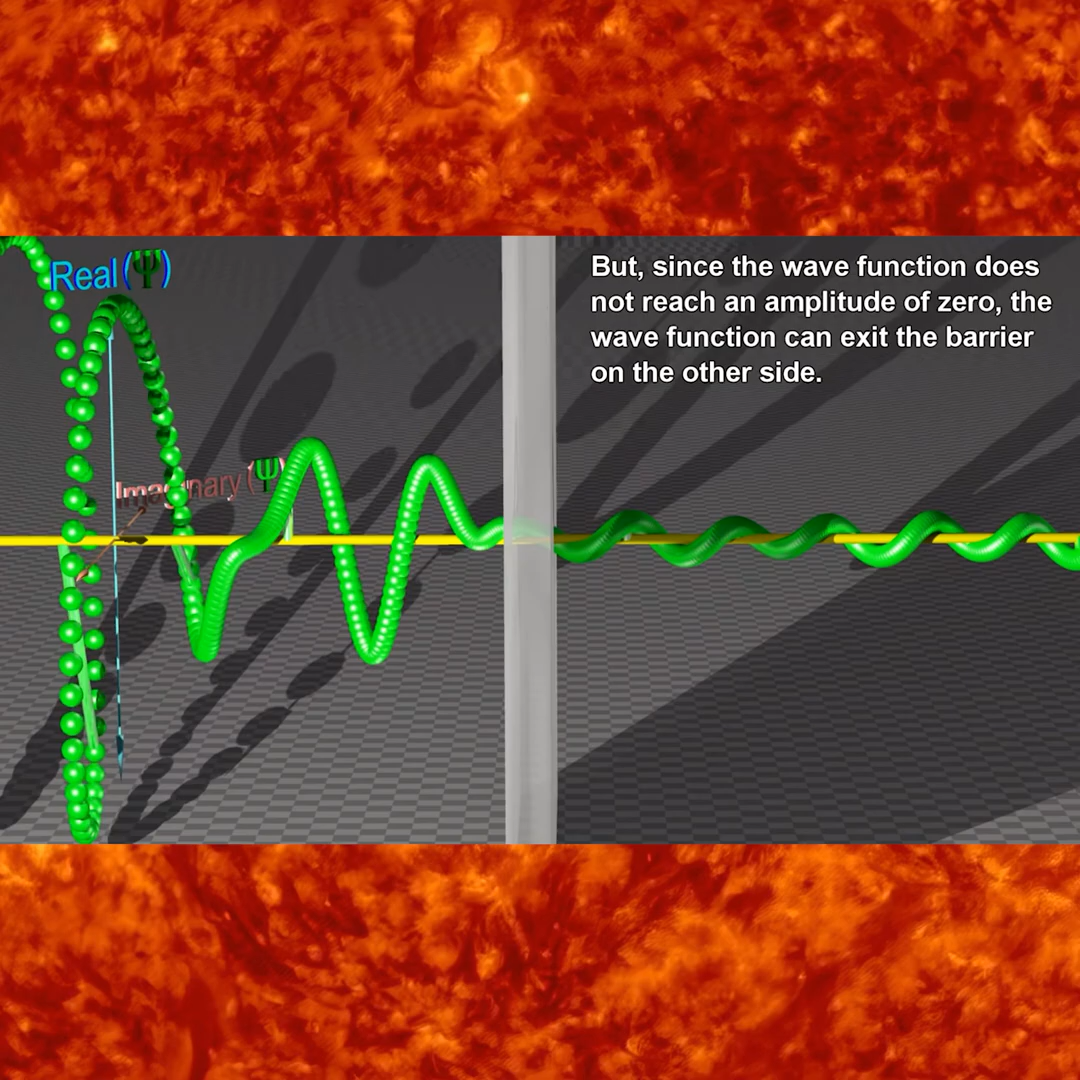 Real(Ψ)
But, since the wave function does
not reach an amplitude of zero, the
wave function can exit the barrier
on the other side.
Imaginary(Ψ)